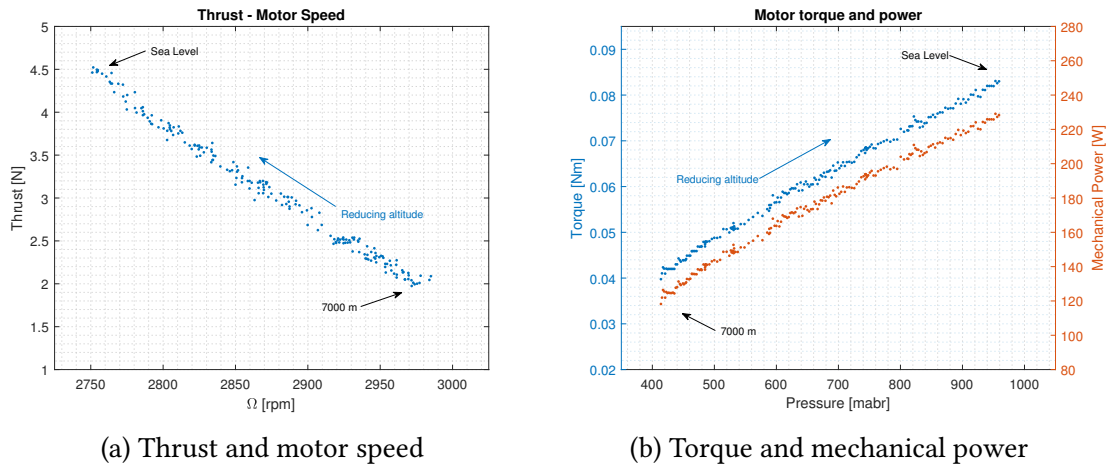 Thrust - Motor Speed
5
4.5
4
3.5
3
2.5
2
1.5
1
Thrust [N]
Sea Level
Reducing altitude
7000 m
2750 2800 2850 2900 2950 3000
Ω [rpm]
(a) Thrust and motor speed
Motor torque and power
0.09
0.08
0.07
0.06
0.05
0.04
0.03
0.02
Torque [Nm]
Sea Level
Reducing altitude
7000 m
280
260
240
220
200
180
160
140
120
100
80
Mechanical Power [W]
400 500 600 700 800 900 1000
Pressure [mabr]
(b) Torque and mechanical power